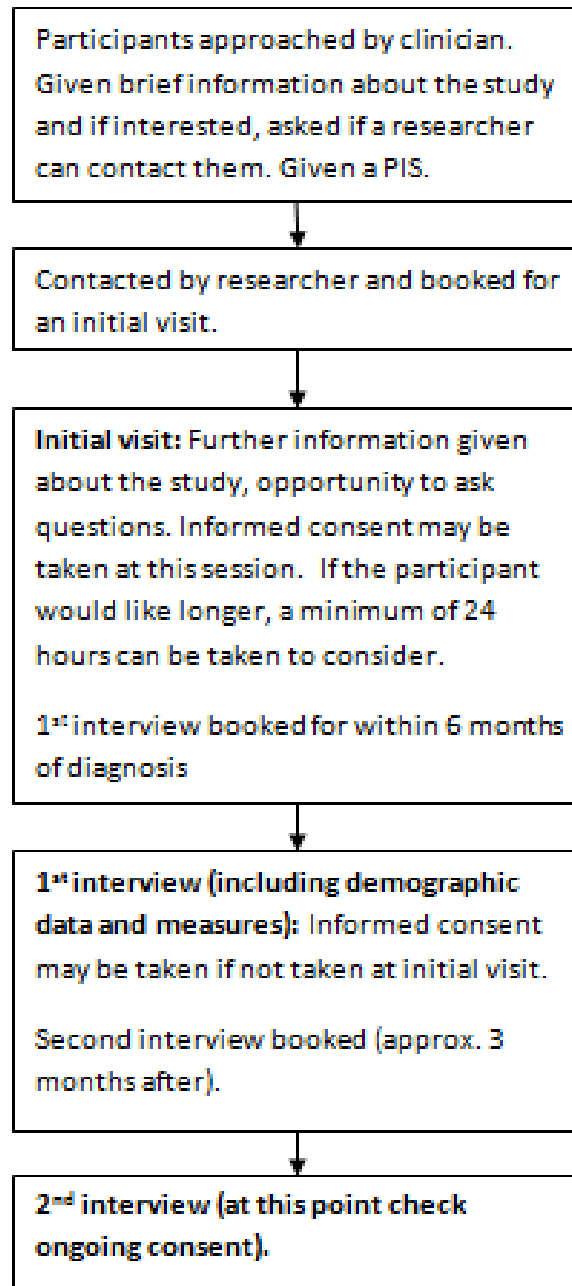 Participants approached by clinician.
Given brief information about the study
and if interested, asked if a researcher
can contact them. Given a PIS.
Contacted by researcher and booked for
an initial visit.
Initial visit: Further information given
about the study, opportunity to ask
questions. Informed consent may be
taken at this session.  If the participant
would like longer, a minimum of 24
hours can be taken to consider.
1st interview booked for within 6 months
of diagnosis
1st interview (including demographic
data and measures): Informed consent
may be taken if not taken at initial visit.
Second interview booked (approx. 3
months after).
2nd interview (at this point check
ongoing consent).